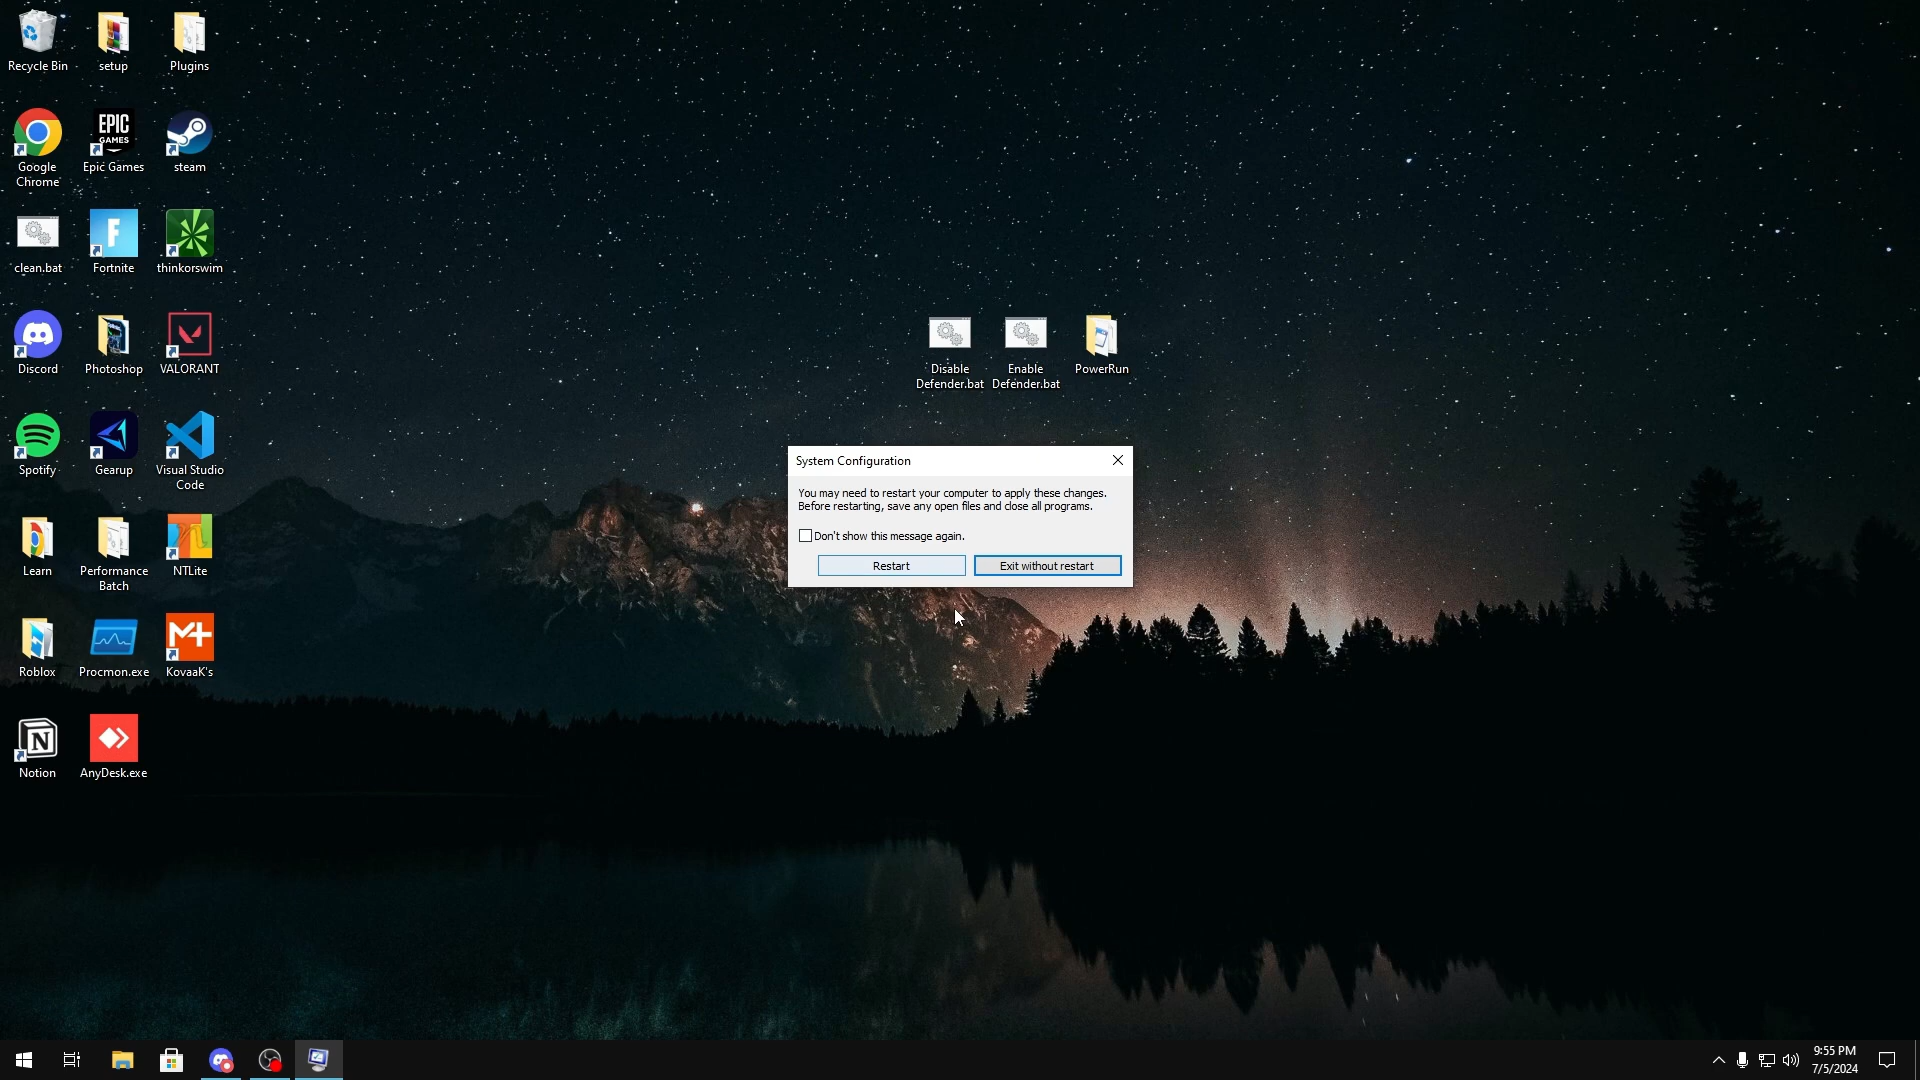 Recycle Bin
setup
Plugins
EPIC
GAMES
Google
Chrome
Epic Games
steam
clean.bat
Fortnite
thinkorswim
Disable
Defender.bat
Enable
Defender.bat
PowerRun
Discord
Photoshop
VALORANT
Spotify
Gearup
Visual Studio
Code
System Configuration
You may need to restart your computer to apply these changes.
Before restarting, save any open files and close all programs.
Don't show this message again.
Restart
Exit without restart
Learn
Performance
Batch
NTLite
Roblox
Procmon.exe
KovaaK's
Notion
AnyDesk.exe
9:55 PM
7/5/2024